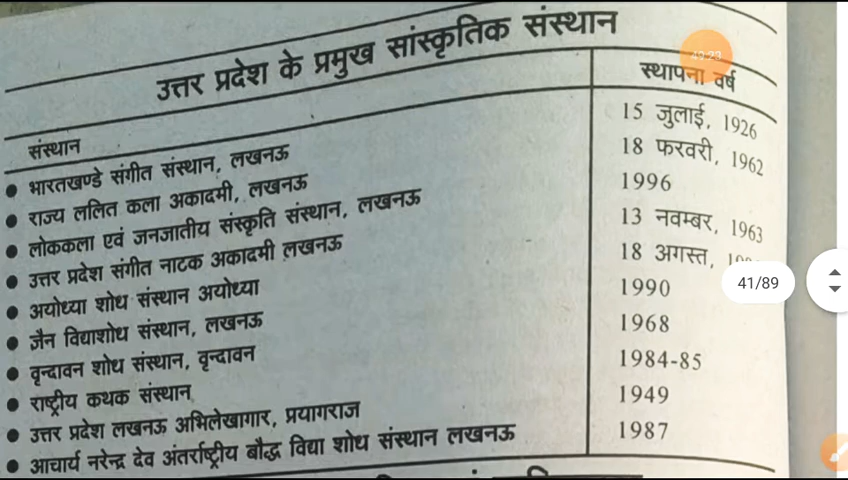 उत्तर प्रदेश के प्रमुख सांस्कृतिक संस्थान
संस्थान स्थापना वर्ष
• भारतखण्डे संगीत संस्थान, लखनऊ 15 जुलाई, 1926
• राज्य ललित कला अकादमी, लखनऊ 18 फरवरी, 1962
• लोककला एवं जनजातीय संस्कृति संस्थान, लखनऊ 1996
• उत्तर प्रदेश संगीत नाटक अकादमी लखनऊ 13 नवम्बर, 1963
• अयोध्या शोध संस्थान अयोध्या 18 अगस्त,
• जैन विद्याशोध संस्थान, लखनऊ 1990
• वृन्दावन शोध संस्थान, वृन्दावन 1968
• राष्ट्रीय कथक संस्थान 1984-85
• उत्तर प्रदेश लखनऊ अभिलेखागार, प्रयागराज 1949
• आचार्य नरेन्द्र देव अंतर्राष्ट्रीय बौद्ध विद्या शोध संस्थान लखनऊ 1987
41/89